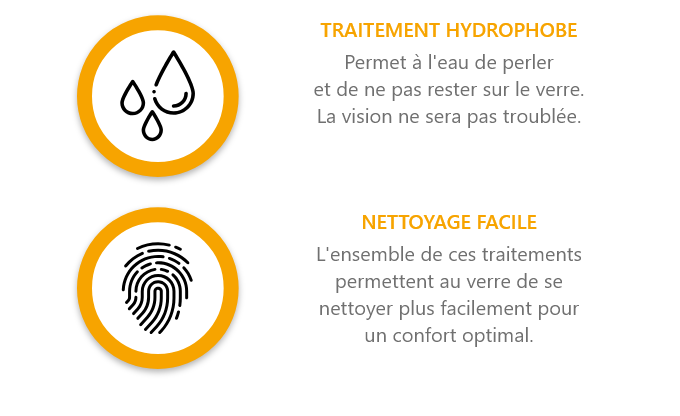 TRAITEMENT HYDROPHOBE
Permet à l'eau de perler
et de ne pas rester sur le verre.
La vision ne sera pas troublée.
NETTOYAGE FACILE
L'ensemble de ces traitements
permettent au verre de se
nettoyer plus facilement pour
un confort optimal.